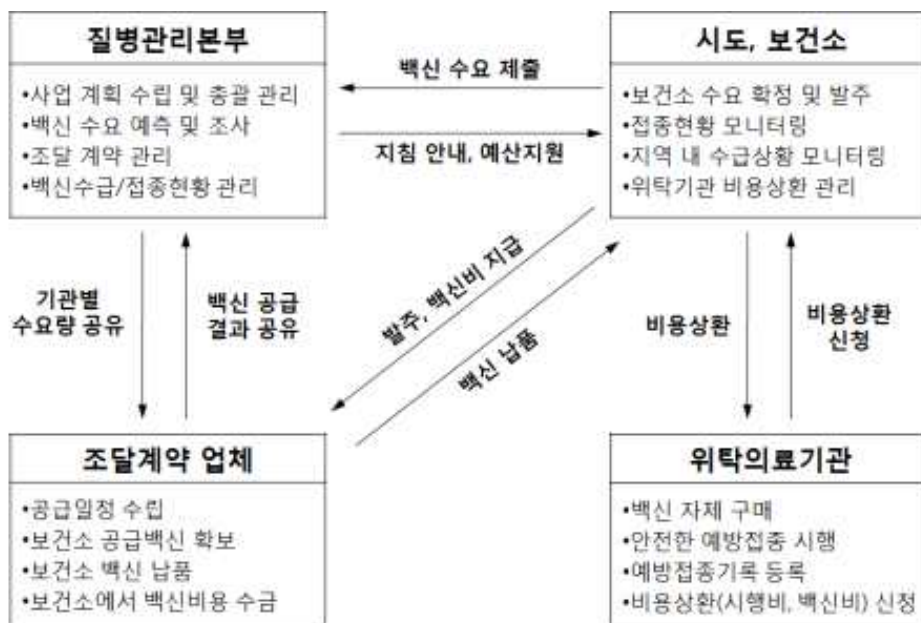 질병관리본부
•사업 계획 수립 및 총괄 관리
•백신 수요 예측 및 조사
•조달 계약 관리
•백신수급/접종현황 관리
백신 수요 제출
지침 안내, 예산지원
시도, 보건소
•보건소 수요 확정 및 발주
•접종현황 모니터링
•지역 내 수급상황 모니터링
•위탁기관 비용상환 관리
기관별
수요량 공유
백신 공급
결과 공유
발주, 백신비 지급
백신 납품
비용상환
비용상환
신청
조달계약 업체
•공급일정 수립
•보건소 공급백신 확보
•보건소 백신 납품
•보건소에서 백신비용 수금
위탁의료기관
•백신 자체 구매
•안전한 예방접종 시행
•예방접종기록 등록
•비용상환(시행비, 백신비) 신청